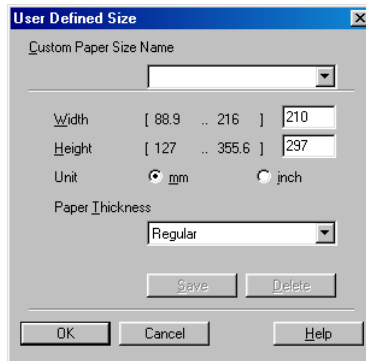 User Defined Size
Custom Paper Size Name
Width [ 88.9 .. 216 ] 210
Height [ 127 .. 355.6 ] 297
Unit mm inch
Paper Thickness
Regular
Save Delete
OK Cancel Help